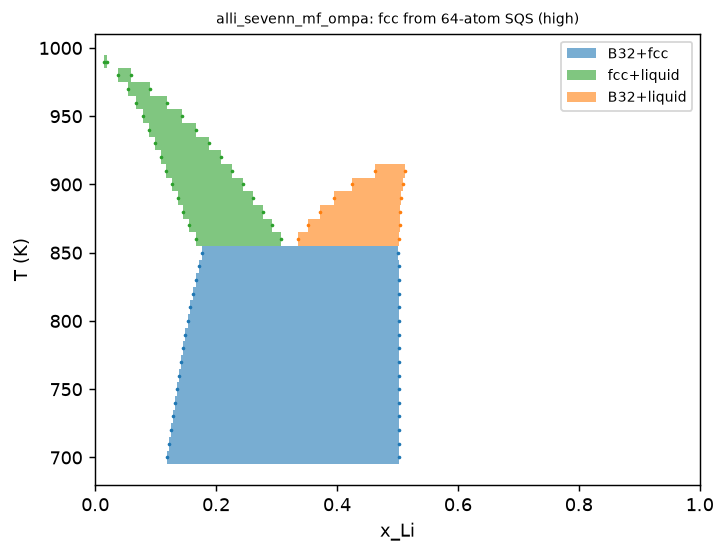 alli_sevenn_mf_ompa: fcc from 64-atom SQS (high)
B32+fcc
fcc+liquid
B32+liquid
T (K)
1000
950
900
850
800
750
700
0.0 0.2 0.4 0.6 0.8 1.0
x_Li